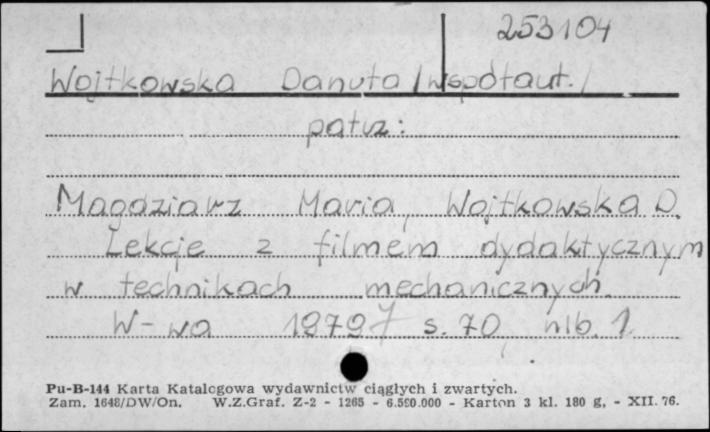 253104
Wojtkowska Danuta /współaut./
patrz:
Magaziarz Maria, Wojtkowska D.
Lekcje z filmem dydaktycznym
w technikach mechanicznych.
W-wa s. 70, nlb. 1.
Pu-B-144 Karta Katalogowa wydawnictw ciągłych i zwartych.
Zam. 1648/DW/On. W.Z.Graf. Z-2 - 1265 - 6.500.000 - Karton 3 kl. 180 g, - XII. 76.